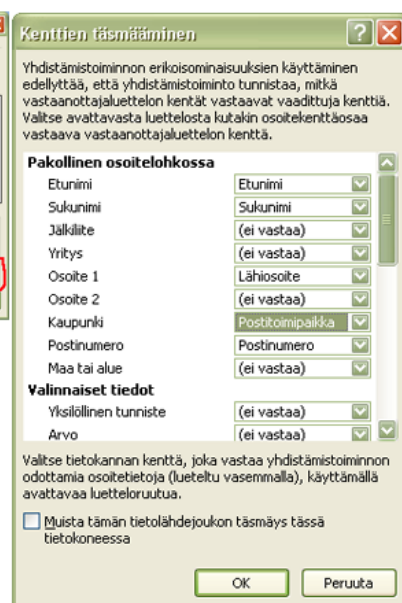 Kenttien täsmääminen
Yhdistämistoiminnon erikoisominaisuuksien käyttäminen
edellyttää, että yhdistämistoiminto tunnistaa, mitkä
vastaanottajaluettelon kentät vastaavat vaadittuja kenttiä.
Valitse avattavasta luettelosta kutakin osoitekenttäosaa
vastaava vastaanottajaluettelon kenttä.
Pakollinen osoitelohkossa
Etunimi Etunimi
Sukunimi Sukunimi
Jälkiliite (ei vastaa)
Yritys (ei vastaa)
Osoite 1 Lähiosoite
Osoite 2 (ei vastaa)
Kaupunki Postitoimipaikka
Postinumero Postinumero
Maa tai alue (ei vastaa)
Valinnaiset tiedot
Yksilöllinen tunniste (ei vastaa)
Arvo (ei vastaa)
Valitse tietokannan kenttä, joka vastaa yhdistämistoiminnon
odottamia osoitetietoja (lueteltu vasemmalla), käyttämällä
avattavaa luetteloruutua.
Muista tämän tietolähdejoukon täsmäys tässä
tietokoneessa
OK Peruuta